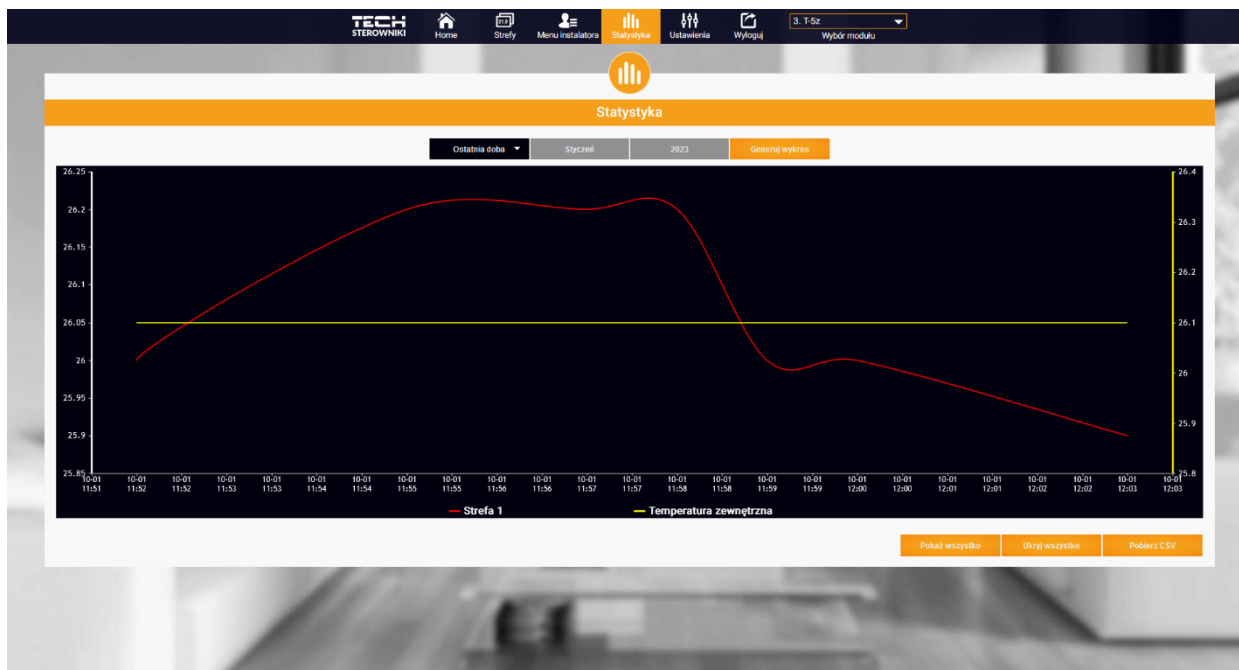 TECH
STEROWNIKI
Home
Strefy
Menu instalatora
Statystyka
Ustawienia
Wyloguj
3. T-5z
Wybór modułu
Statystyka
Ostatnia doba
Styczeń
2023
Generuj wykres
26.25
26.2
26.15
26.1
26.05
26
25.95
25.9
25.85
26.4
26.3
26.2
26.1
26
25.9
25.8
10-01 10-01 10-01 10-01 10-01 10-01 10-01 10-01 10-01 10-01 10-01 10-01 10-01 10-01 10-01 10-01 10-01 10-01 10-01 10-01 10-01 10-01 10-01 10-01 10-01
11:51 11:52 11:52 11:53 11:53 11:54 11:54 11:55 11:55 11:56 11:56 11:57 11:57 11:58 11:58 11:59 11:59 12:00 12:00 12:01 12:01 12:02 12:02 12:03 12:03
Strefa 1
Temperatura zewnętrzna
Pokaż wszystko
Ukryj wszystko
Pobierz CSV